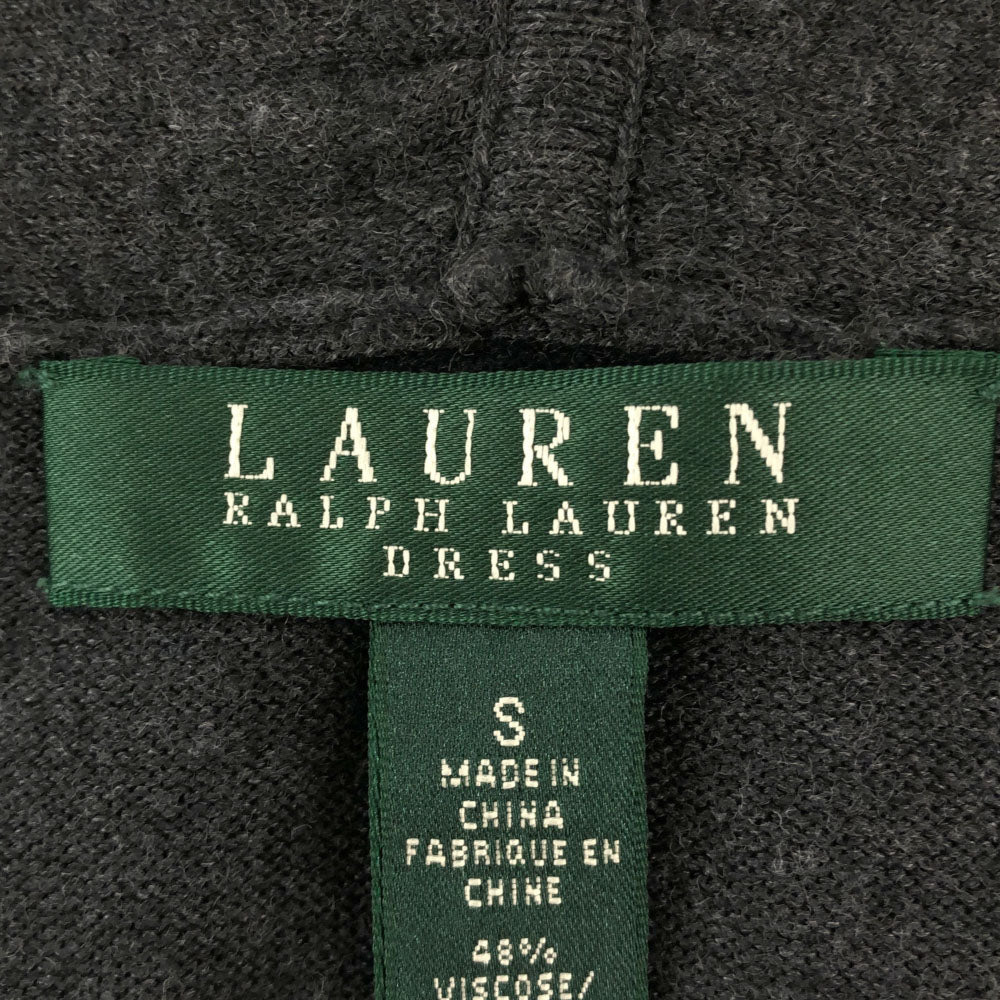 LAUREN
RALPH LAUREN
DRESS
S
MADE IN
CHINA
FABRIQUE EN
CHINE
48%
VISCOSE/